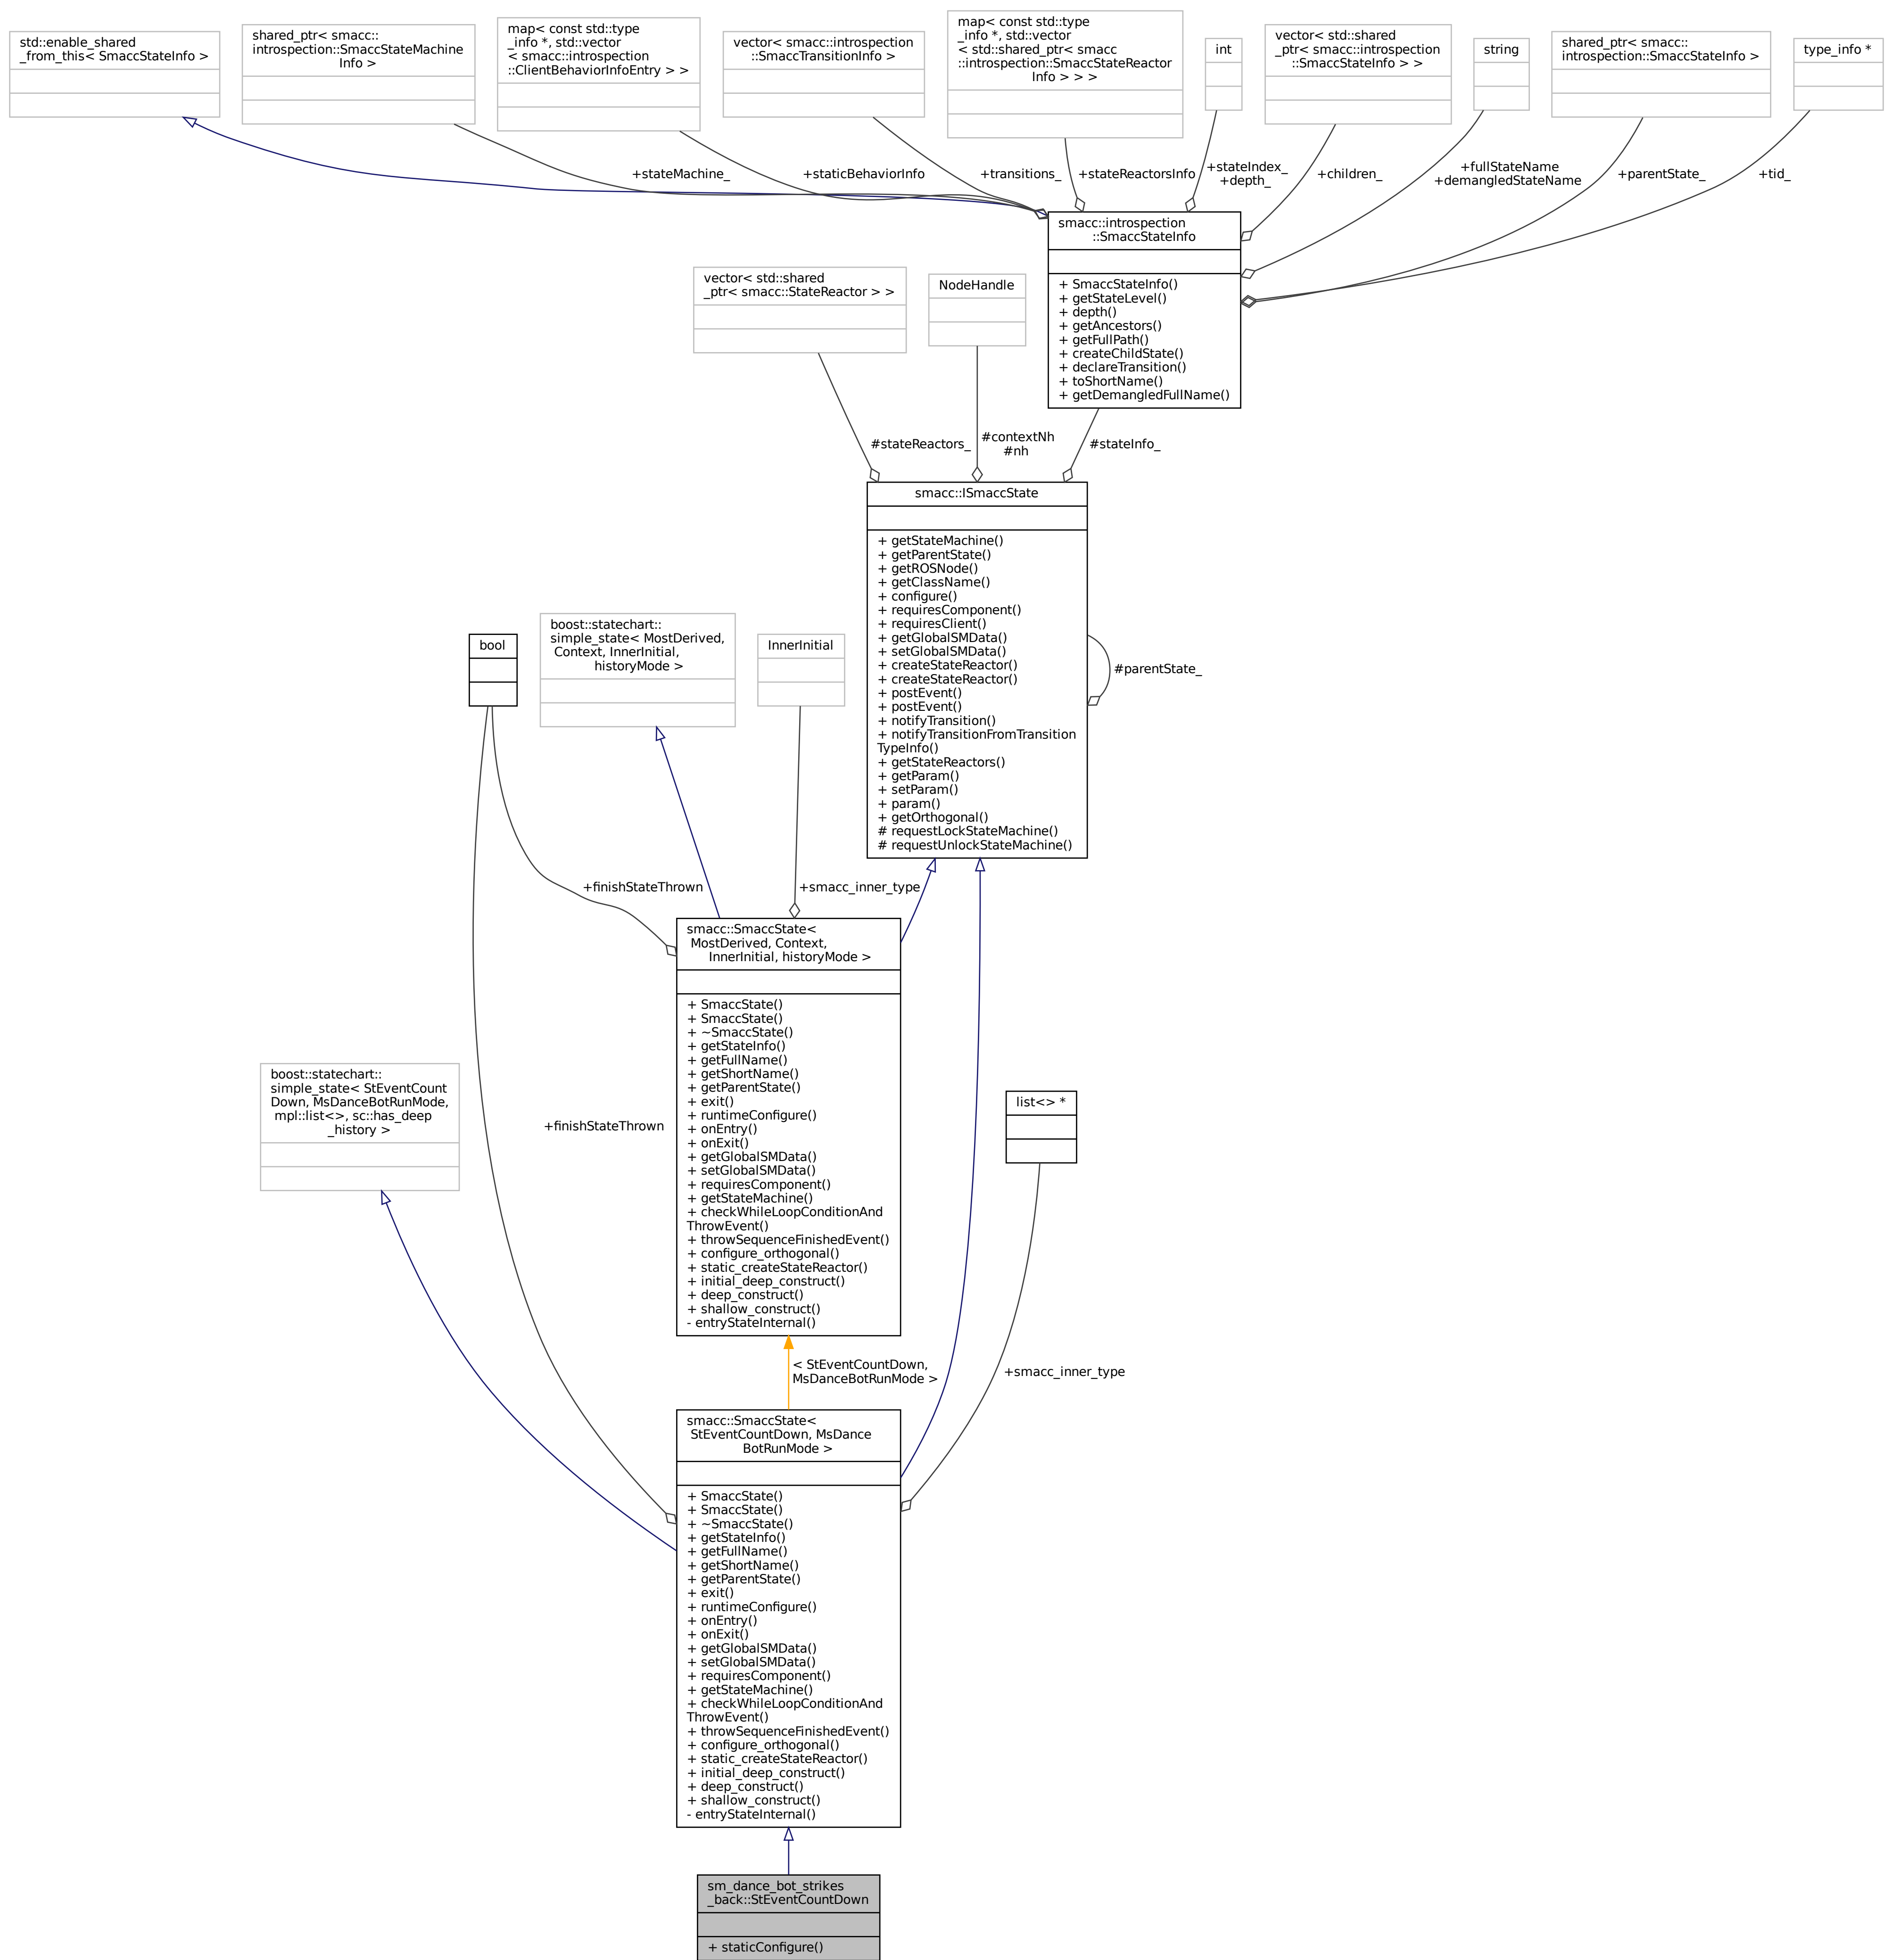 std::enable_shared
_from_this< SmaccStateInfo >
shared_ptr< smacc::
introspection::SmaccStateMachine
Info >
map< const std::type
_info *, std::vector
< smacc::introspection
::ClientBehaviorInfoEntry > >
vector< smacc::introspection
::SmaccTransitionInfo >
map< const std::type
_info *, std::vector
< std::shared_ptr< smacc
::introspection::SmaccStateReactor
Info > > >
int
vector< std::shared
_ptr< smacc::introspection
::SmaccStateInfo > >
string
shared_ptr< smacc::
introspection::SmaccStateInfo >
type_info *
+stateMachine_
+staticBehaviorInfo
+transitions_
+stateReactorsInfo
+stateIndex_
+depth_
+children_
+fullStateName
+demangledStateName
+parentState_
+tid_
smacc::introspection
::SmaccStateInfo
+ SmaccStateInfo()
+ getStateLevel()
+ depth()
+ getAncestors()
+ getFullPath()
+ createChildState()
+ declareTransition()
+ toShortName()
+ getDemangledFullName()
vector< std::shared
_ptr< smacc::StateReactor > >
NodeHandle
#stateReactors_
#contextNh
#nh
#stateInfo_
smacc::ISmaccState
+ getStateMachine()
+ getParentState()
+ getROSNode()
+ getClassName()
+ configure()
+ requiresComponent()
+ requiresClient()
+ getGlobalSMData()
+ setGlobalSMData()
+ createStateReactor()
+ createStateReactor()
+ postEvent()
+ postEvent()
+ notifyTransition()
+ notifyTransitionFromTransition
TypeInfo()
+ getStateReactors()
+ getParam()
+ setParam()
+ param()
+ getOrthogonal()
# requestLockStateMachine()
# requestUnlockStateMachine()
#parentState_
bool
boost::statechart::
simple_state< MostDerived,
Context, InnerInitial,
historyMode >
InnerInitial
+finishStateThrown
+smacc_inner_type
smacc::SmaccState<
MostDerived, Context,
InnerInitial, historyMode >
+ SmaccState()
+ SmaccState()
+ ~SmaccState()
+ getStateInfo()
+ getFullName()
+ getShortName()
+ getParentState()
+ exit()
+ runtimeConfigure()
+ onEntry()
+ onExit()
+ getGlobalSMData()
+ setGlobalSMData()
+ requiresComponent()
+ getStateMachine()
+ checkWhileLoopConditionAnd
ThrowEvent()
+ throwSequenceFinishedEvent()
+ configure_orthogonal()
+ static_createStateReactor()
+ initial_deep_construct()
+ deep_construct()
+ shallow_construct()
- entryStateInternal()
boost::statechart::
simple_state< StEventCount
Down, MsDanceBotRunMode,
mpl::list<>, sc::has_deep
_history >
+finishStateThrown
list<> *
< StEventCountDown,
MsDanceBotRunMode >
+smacc_inner_type
smacc::SmaccState<
StEventCountDown, MsDance
BotRunMode >
+ SmaccState()
+ SmaccState()
+ ~SmaccState()
+ getStateInfo()
+ getFullName()
+ getShortName()
+ getParentState()
+ exit()
+ runtimeConfigure()
+ onEntry()
+ onExit()
+ getGlobalSMData()
+ setGlobalSMData()
+ requiresComponent()
+ getStateMachine()
+ checkWhileLoopConditionAnd
ThrowEvent()
+ throwSequenceFinishedEvent()
+ configure_orthogonal()
+ static_createStateReactor()
+ initial_deep_construct()
+ deep_construct()
+ shallow_construct()
- entryStateInternal()
sm_dance_bot_strikes
_back::StEventCountDown
+ staticConfigure()